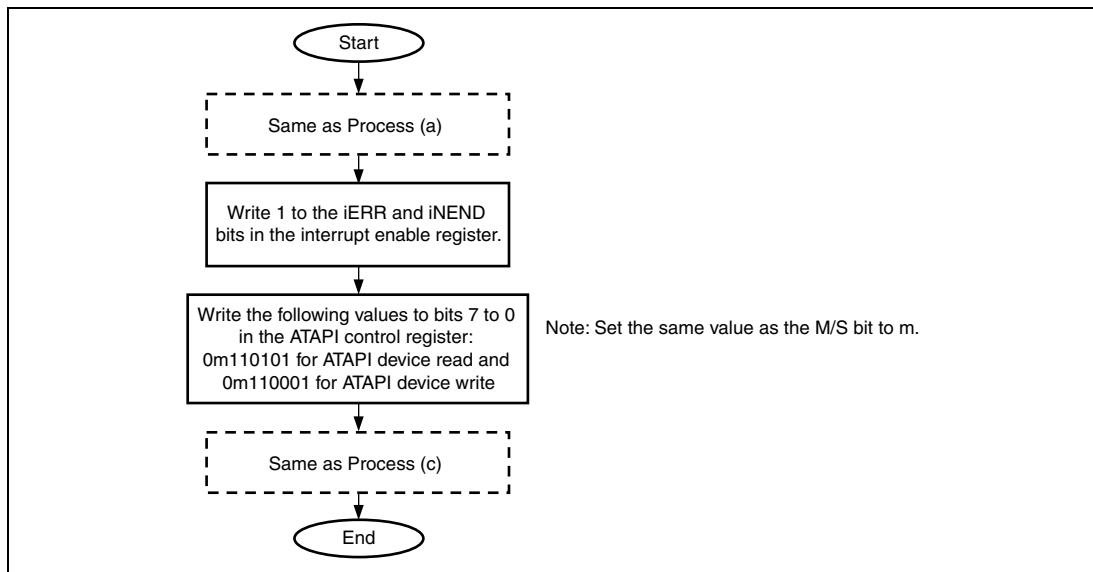 Start
Same as Process (a)
Write 1 to the iERR and iNEND
bits in the interrupt enable register.
Write the following values to bits 7 to 0
in the ATAPI control register:
0m110101 for ATAPI device read and
0m110001 for ATAPI device write
Note: Set the same value as the M/S bit to m.
Same as Process (c)
End